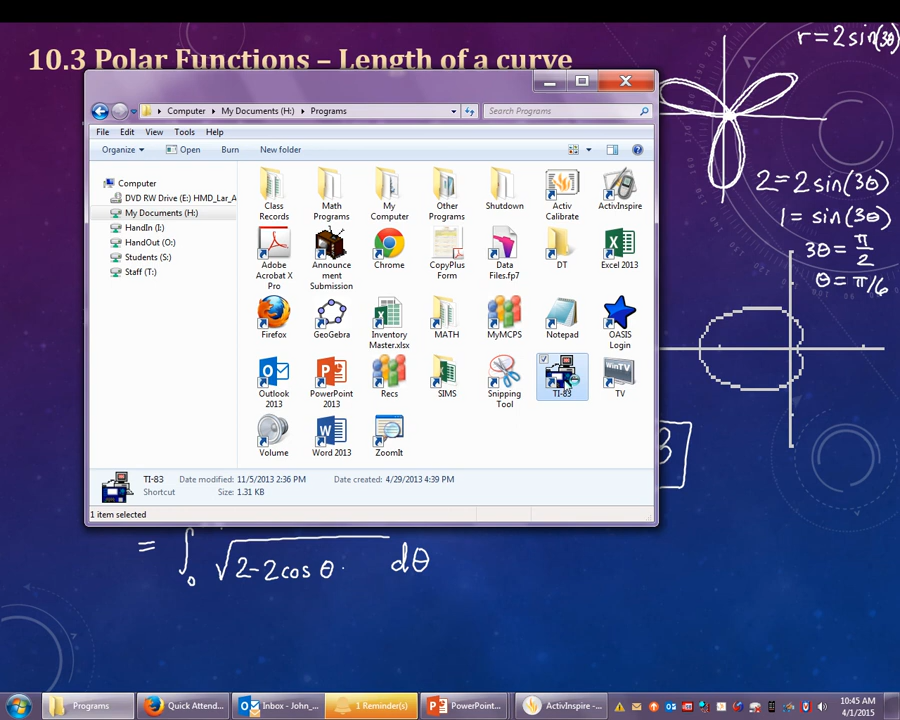 10.3 Polar Functions – Length of a curve
r=2sin(3θ)
Computer
My Documents (H:)
Programs
Search Programs
File Edit View Tools Help
Organize Open Burn New folder
Computer
DVD RW Drive (E:) HMD_Lar_A
My Documents (H:)
HandIn (I:)
HandOut (O:)
Students (S:)
Staff (T:)
Class Records
Math Programs
My Computer
Other Programs
Shutdown
Activ Calibrate
ActivInspire
Adobe Acrobat X Pro
Announce ment Submission
Chrome
CopyPlus Form
Data Files.fp7
DT
Excel 2013
Firefox
GeoGebra
Inventory Master.xlsx
MATH
MyMCPS
Notepad
OASIS Login
Outlook 2013
PowerPoint 2013
Recs
SIMS
Snipping Tool
TI-83
WinTV
TV
Volume
Word 2013
ZoomIt
TI-83 Date modified: 11/5/2013 2:36 PM Date created: 4/29/2013 4:39 PM
Shortcut Size: 1.31 KB
1 item selected
2=2sin(3θ)
1=sin(3θ)
3θ=π/2
θ=π/6
= ∫0 √2-2cosθ dθ
Programs
Quick Attend...
Inbox - John_...
1 Reminder(s)
PowerPoint...
ActivInspire -...
10:45 AM
4/1/2015